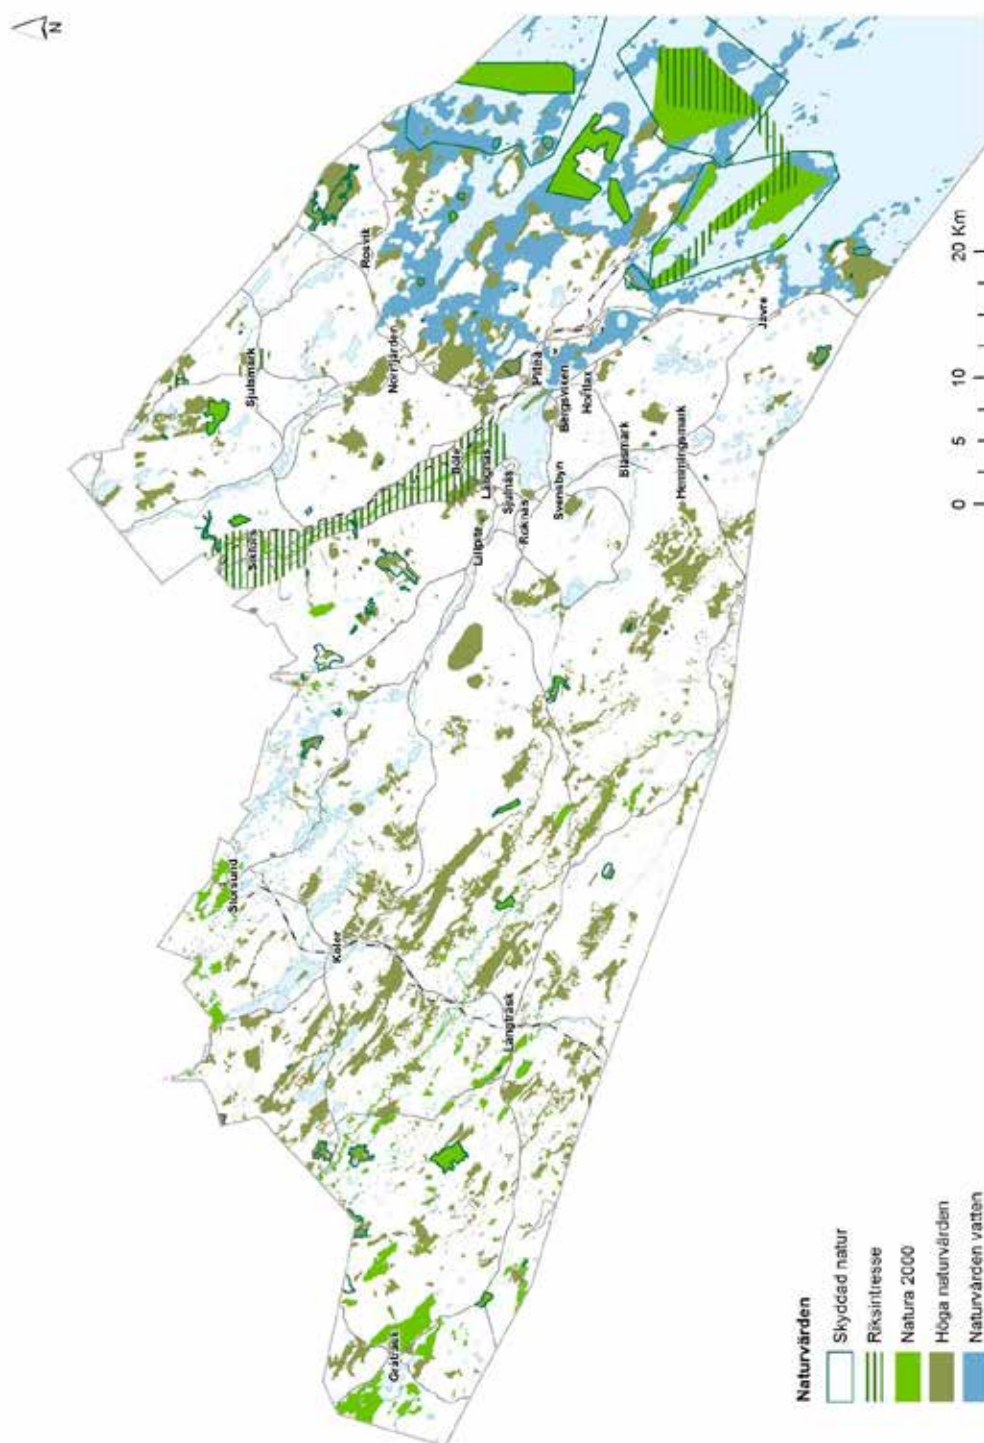 N
Rosvik
Sjulsmark
Norrfjärden
Piteå
Bergsviken
Hortlax
Jävre
Böle
Långnäs
Sjulnäs
Roknäs
Lillpite
Svensbyn
Blåsmark
Hemmingsmark
Sikfors
Storsund
Koler
Långträsk
Gråträsk
0 5 10 20 Km
Naturvärden
Skyddad natur
Riksintresse
Natura 2000
Höga naturvärden
Naturvärden vatten